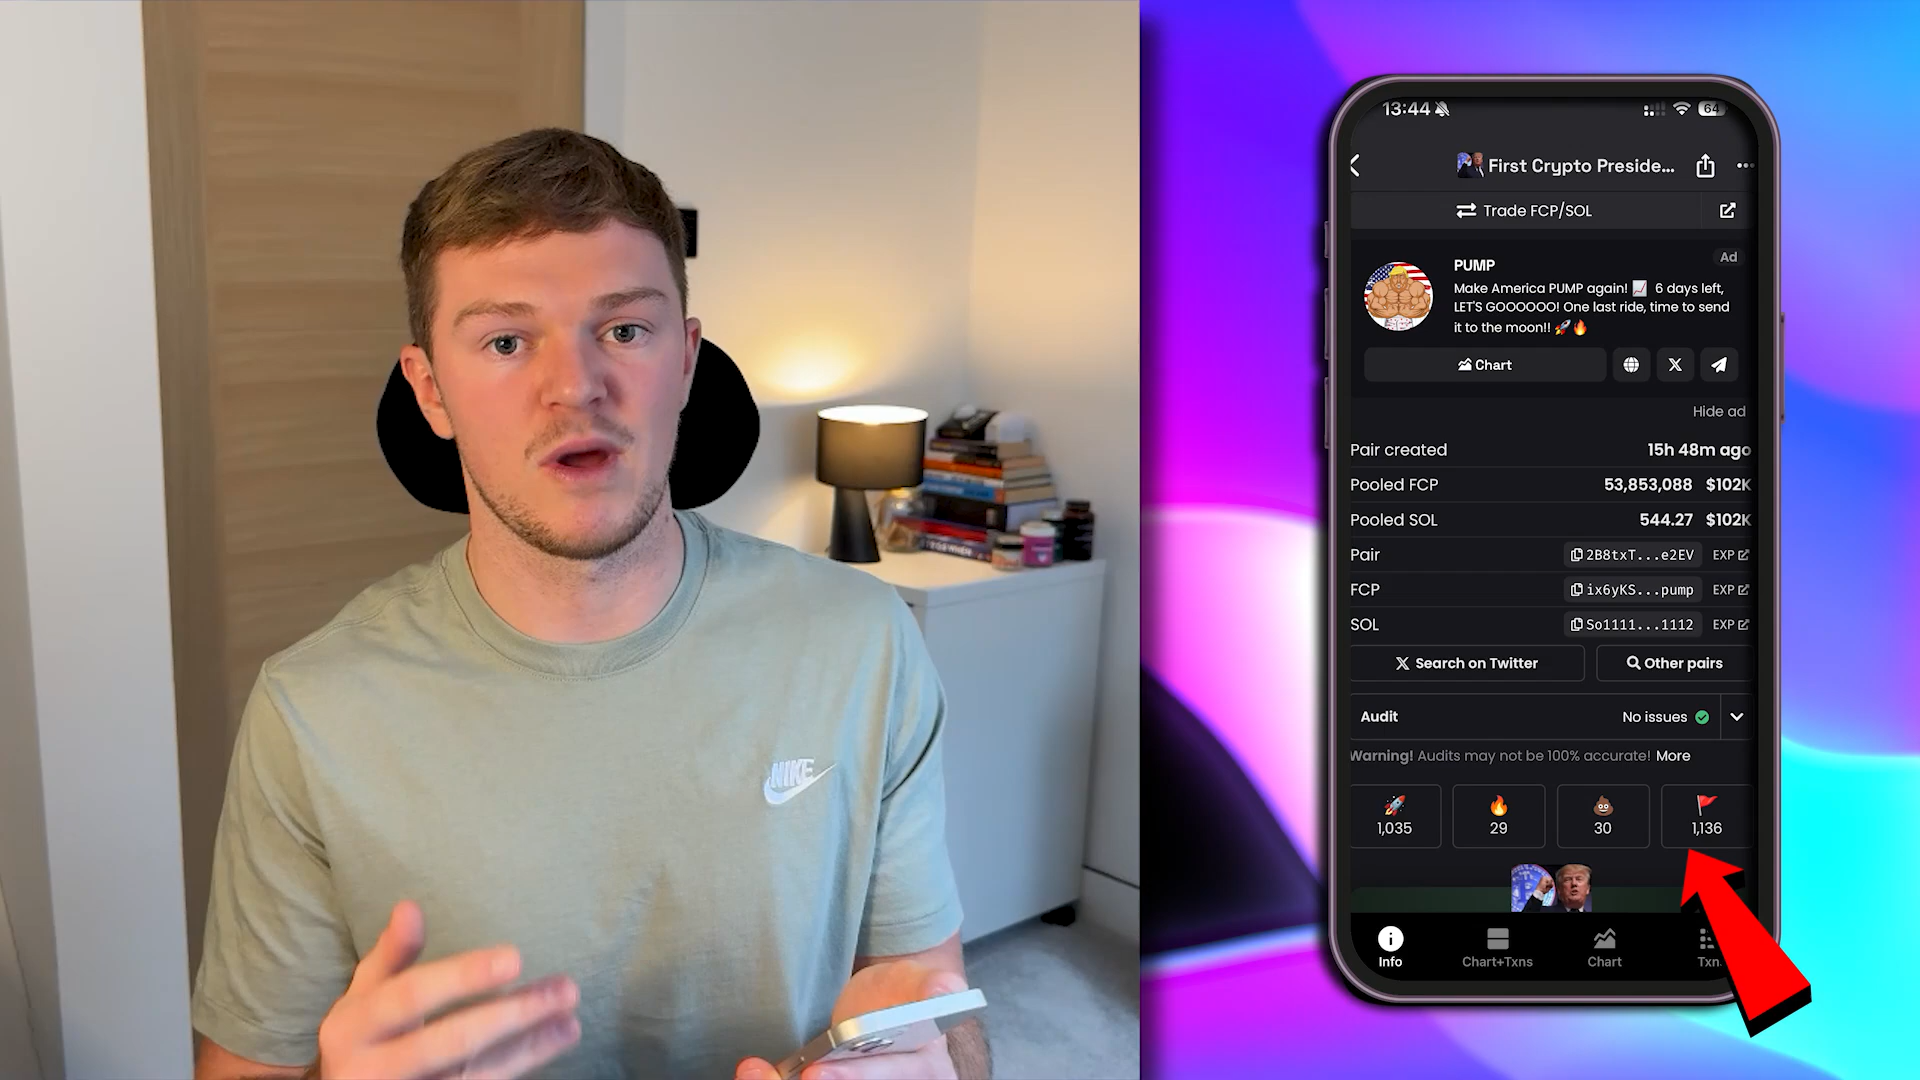 NIKE
13:44
64
First Crypto Preside...
Trade FCP/SOL
Ad
PUMP
Make America PUMP again! 6 days left,
LET'S GOOOOOO! One last ride, time to send
it to the moon!!
Chart
X
Hide ad
Pair created 15h 48m ago
Pooled FCP 53,853,088 $102K
Pooled SOL 544.27 $102K
Pair 2B8txT...e2EV EXP
FCP ix6yKS...pump EXP
SOL So1111...1112 EXP
X Search on Twitter
Other pairs
Audit No issues
Warning! Audits may not be 100% accurate! More
1,035 29 30 1,136
Info Chart+Txns Chart Txn